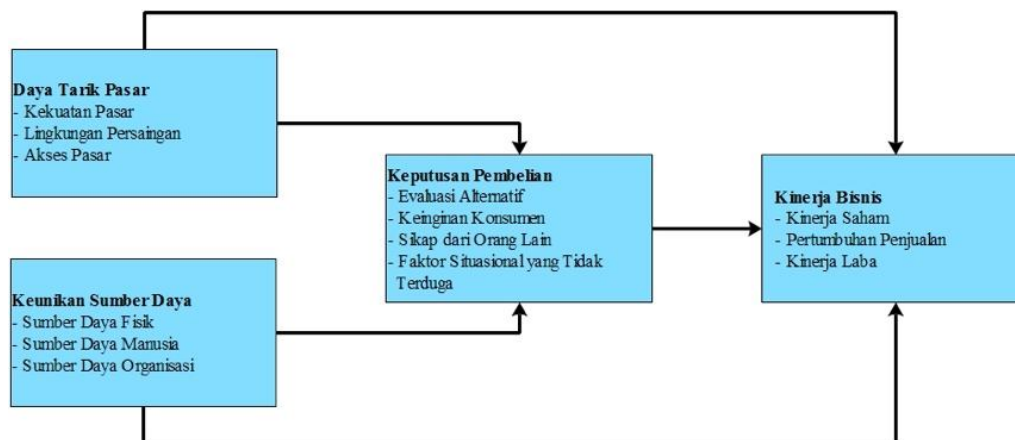 Daya Tarik Pasar
- Kekuatan Pasar
- Lingkungan Persaingan
- Akses Pasar
Keunikan Sumber Daya
- Sumber Daya Fisik
- Sumber Daya Manusia
- Sumber Daya Organisasi
Keputusan Pembelian
- Evaluasi Alternatif
- Keinginan Konsumen
- Sikap dari Orang Lain
- Faktor Situasional yang Tidak
Terduga
Kinerja Bisnis
- Kinerja Saham
- Pertumbuhan Penjualan
- Kinerja Laba